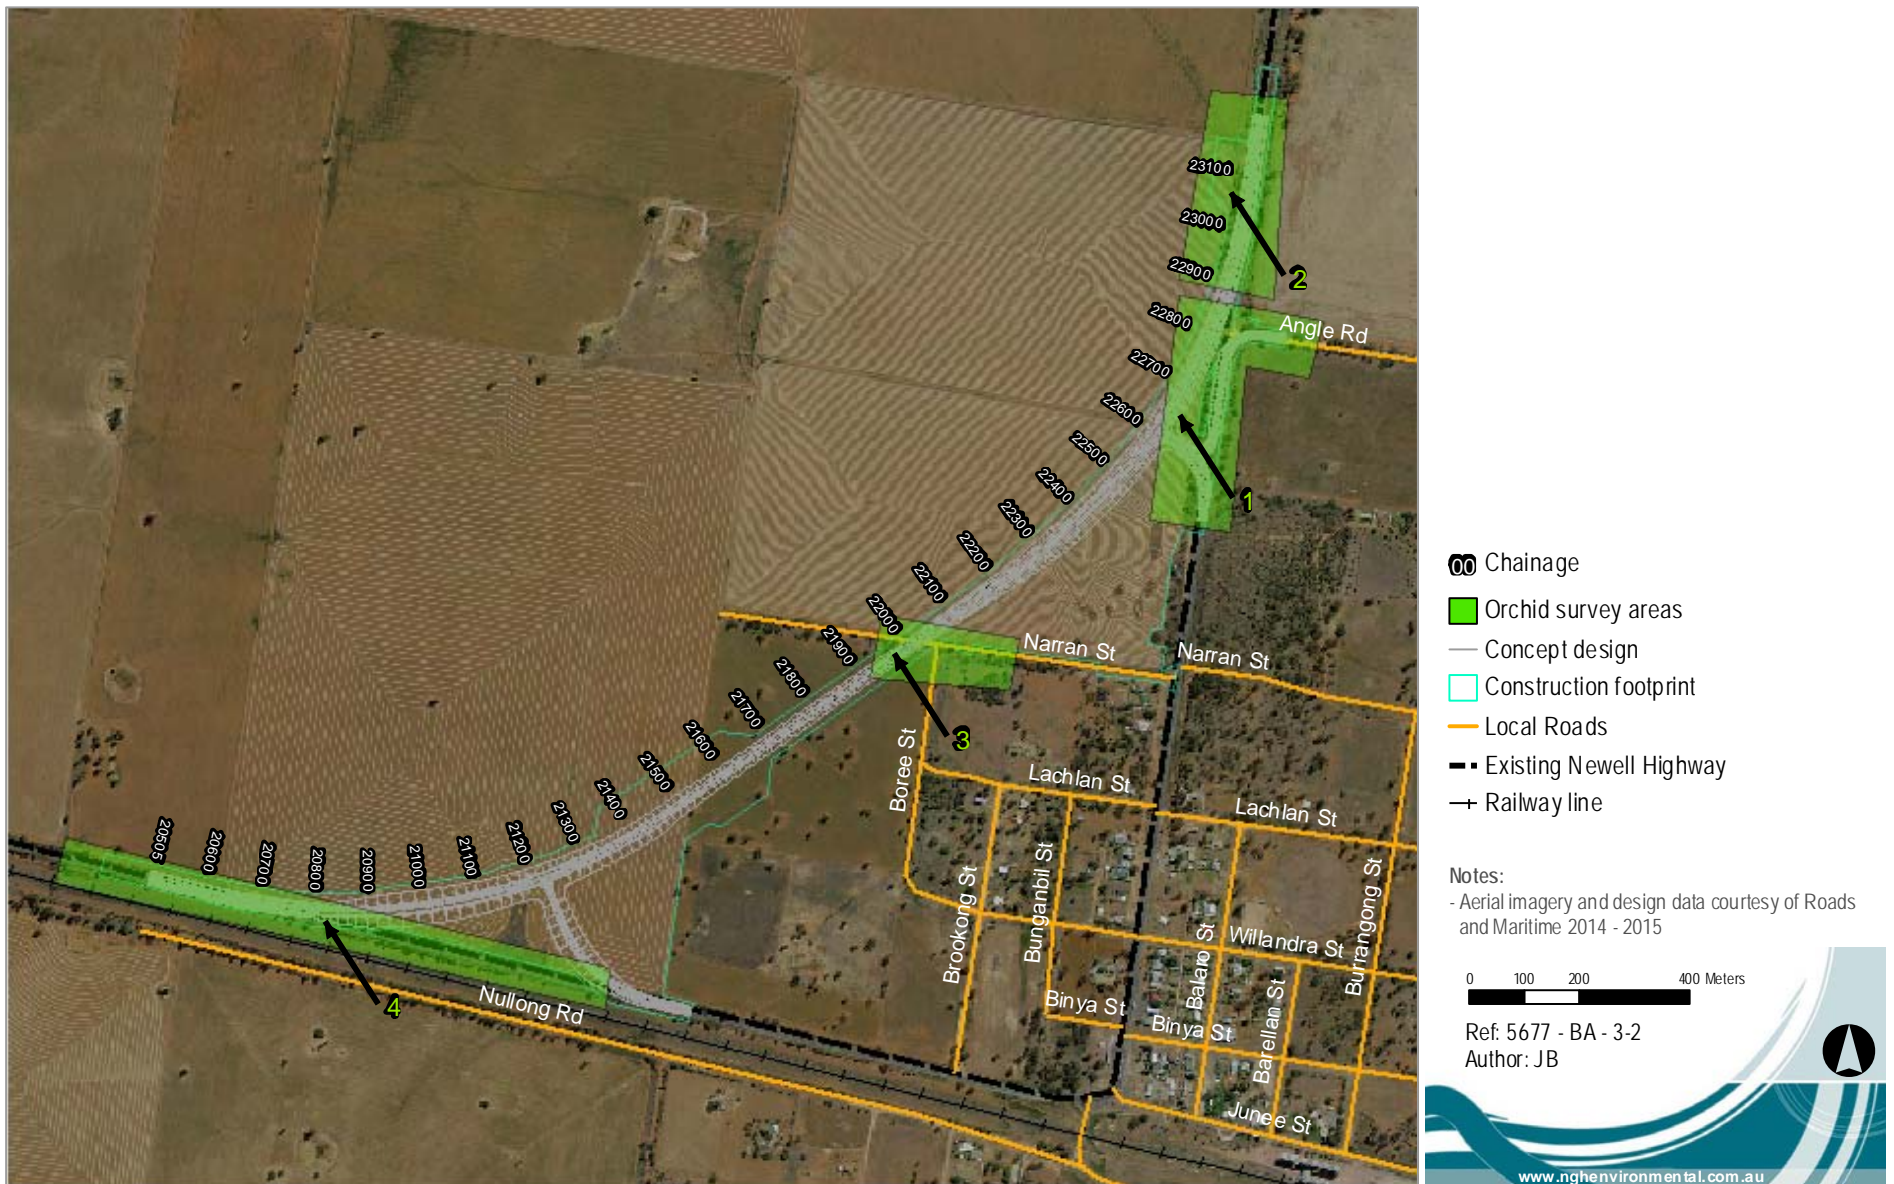 23100
23000
22900
2
22800
Angle Rd
22700
22600
22500
22400
1
22300
22200
22100
22000
21900
Narran St
Narran St
21800
21700
3
21600
Boree St
21500
Lachlan St
21400
Lachlan St
21300
21200
20505
20600
20700
20800
20900
21000
21100
Brookong St
Bunganbil St
Balaro St
Willandra St
Burrangong St
4
Nullong Rd
Binya St
Binya St
Barellan St
Junee St
00 Chainage
Orchid survey areas
Concept design
Construction footprint
Local Roads
Existing Newell Highway
Railway line
Notes:
- Aerial imagery and design data courtesy of Roads
and Maritime 2014 - 2015
0 100 200 400 Meters
Ref: 5677 - BA - 3-2
Author: JB
www.nghenvironmental.com.au